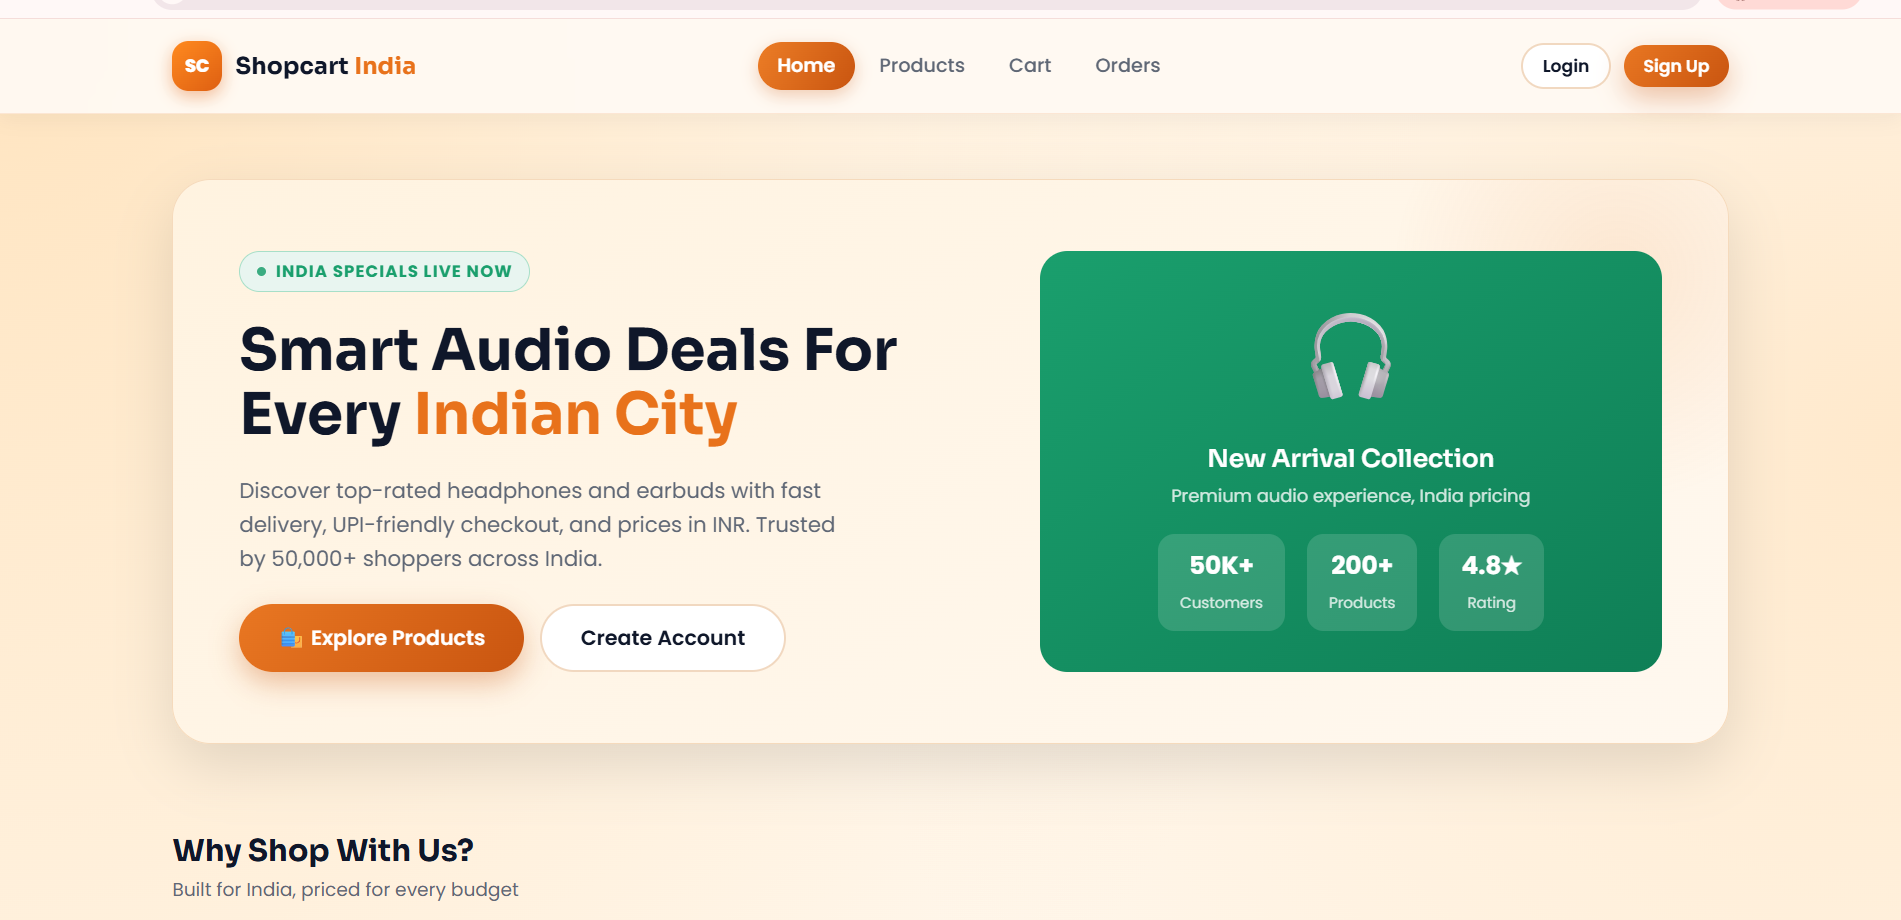 SC
Shopcart India
Home
Products
Cart
Orders
Login
Sign Up
INDIA SPECIALS LIVE NOW
Smart Audio Deals For
Every Indian City
Discover top-rated headphones and earbuds with fast
delivery, UPI-friendly checkout, and prices in INR. Trusted
by 50,000+ shoppers across India.
Explore Products
Create Account
New Arrival Collection
Premium audio experience, India pricing
50K+
Customers
200+
Products
4.8★
Rating
Why Shop With Us?
Built for India, priced for every budget